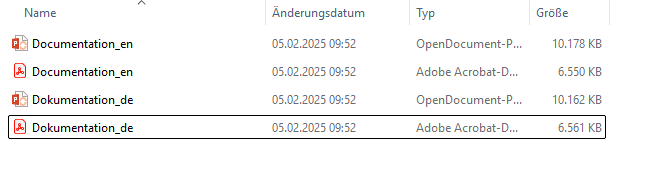 Name Änderungsdatum Typ Größe
Documentation_en 05.02.2025 09:52 OpenDocument-P... 10.178 KB
Documentation_en 05.02.2025 09:52 Adobe Acrobat-D... 6.550 KB
Dokumentation_de 05.02.2025 09:52 OpenDocument-P... 10.162 KB
Dokumentation_de 05.02.2025 09:52 Adobe Acrobat-D... 6.561 KB